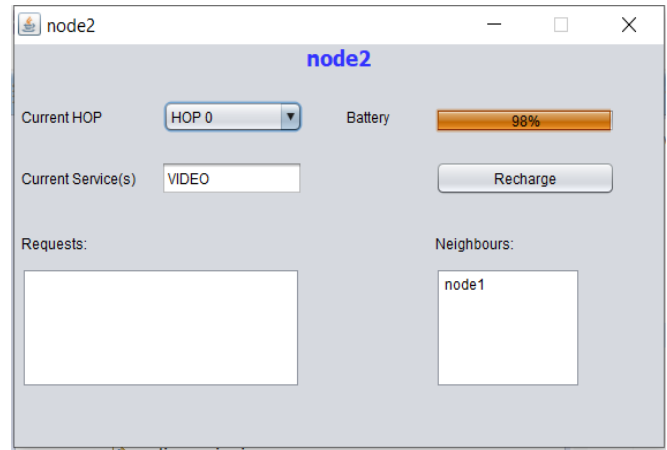 node2
node2
Current HOP HOP 0 Battery 98%
Current Service(s) VIDEO Recharge
Requests: Neighbours:
node1